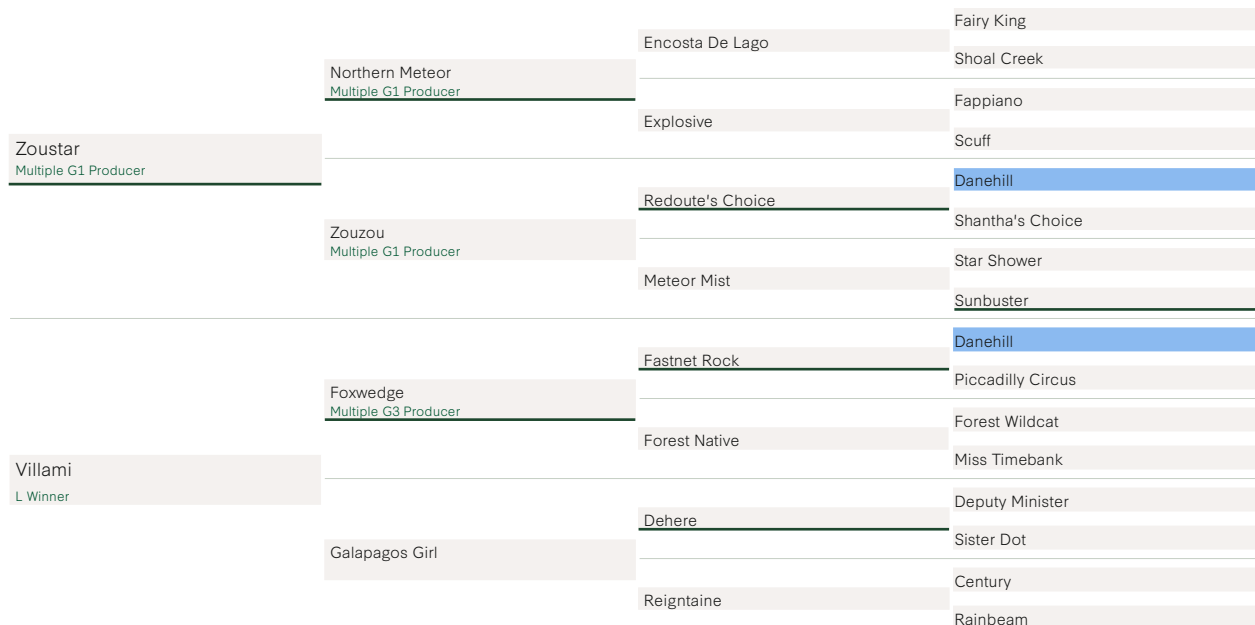 Zoustar
Multiple G1 Producer
Northern Meteor
Multiple G1 Producer
Encosta De Lago
Fairy King
Shoal Creek
Explosive
Fappiano
Scuff
Zouzou
Multiple G1 Producer
Redoute's Choice
Danehill
Shantha's Choice
Meteor Mist
Star Shower
Sunbuster
Villami
L Winner
Foxwedge
Multiple G3 Producer
Fastnet Rock
Danehill
Piccadilly Circus
Forest Native
Forest Wildcat
Miss Timebank
Galapagos Girl
Dehere
Deputy Minister
Sister Dot
Reigntaine
Century
Rainbeam